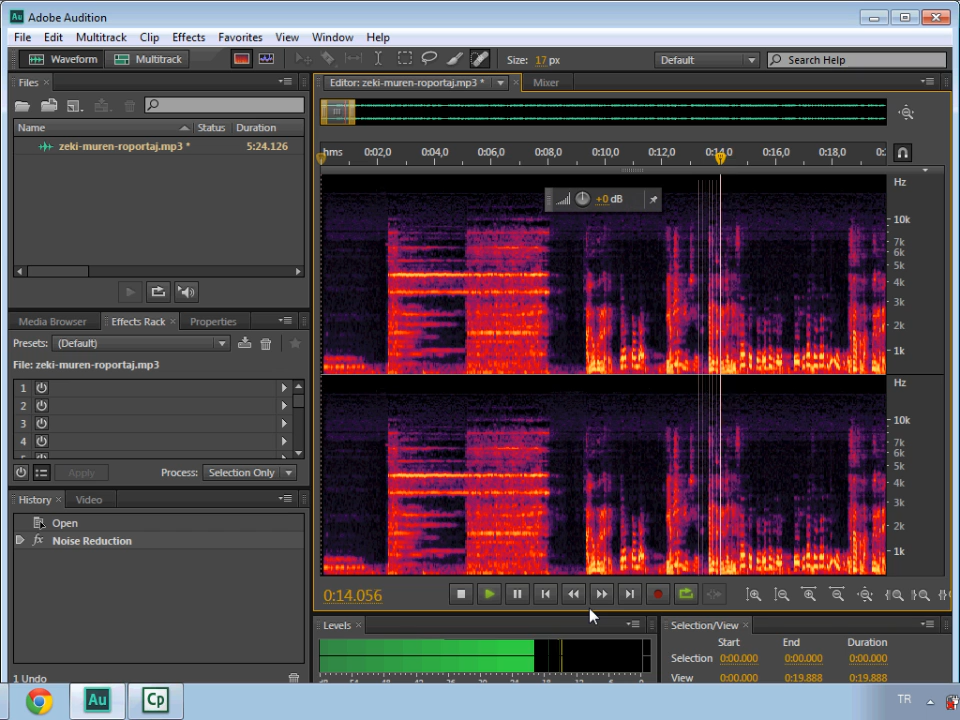 Au Adobe Audition
File Edit Multitrack Clip Effects Favorites View Window Help
Waveform Multitrack Size: 17 px Default Search Help
Files × Editor: zeki-muren-roportaj.mp3 * × Mixer
Name Status Duration
zeki-muren-roportaj.mp3 * 5:24.126
hms 0:02,0 0:04,0 0:06,0 0:08,0 0:10,0 0:12,0 0:14,0 0:16,0 0:18,0
Hz
+0 dB
10k
7k
6k
5k
4k
3k
2k
1k
Media Browser Effects Rack × Properties
Presets: (Default)
File: zeki-muren-roportaj.mp3
1
2
3
4
Apply Process: Selection Only
Hz
10k
7k
6k
5k
4k
3k
2k
1k
History × Video
Open
fx Noise Reduction
0:14.056
Levels × Selection/View ×
Start End Duration
Selection 0:00.000 0:00.000 0:00.000
View 0:00.000 0:19.888 0:19.888
1 Undo
Au Cp TR